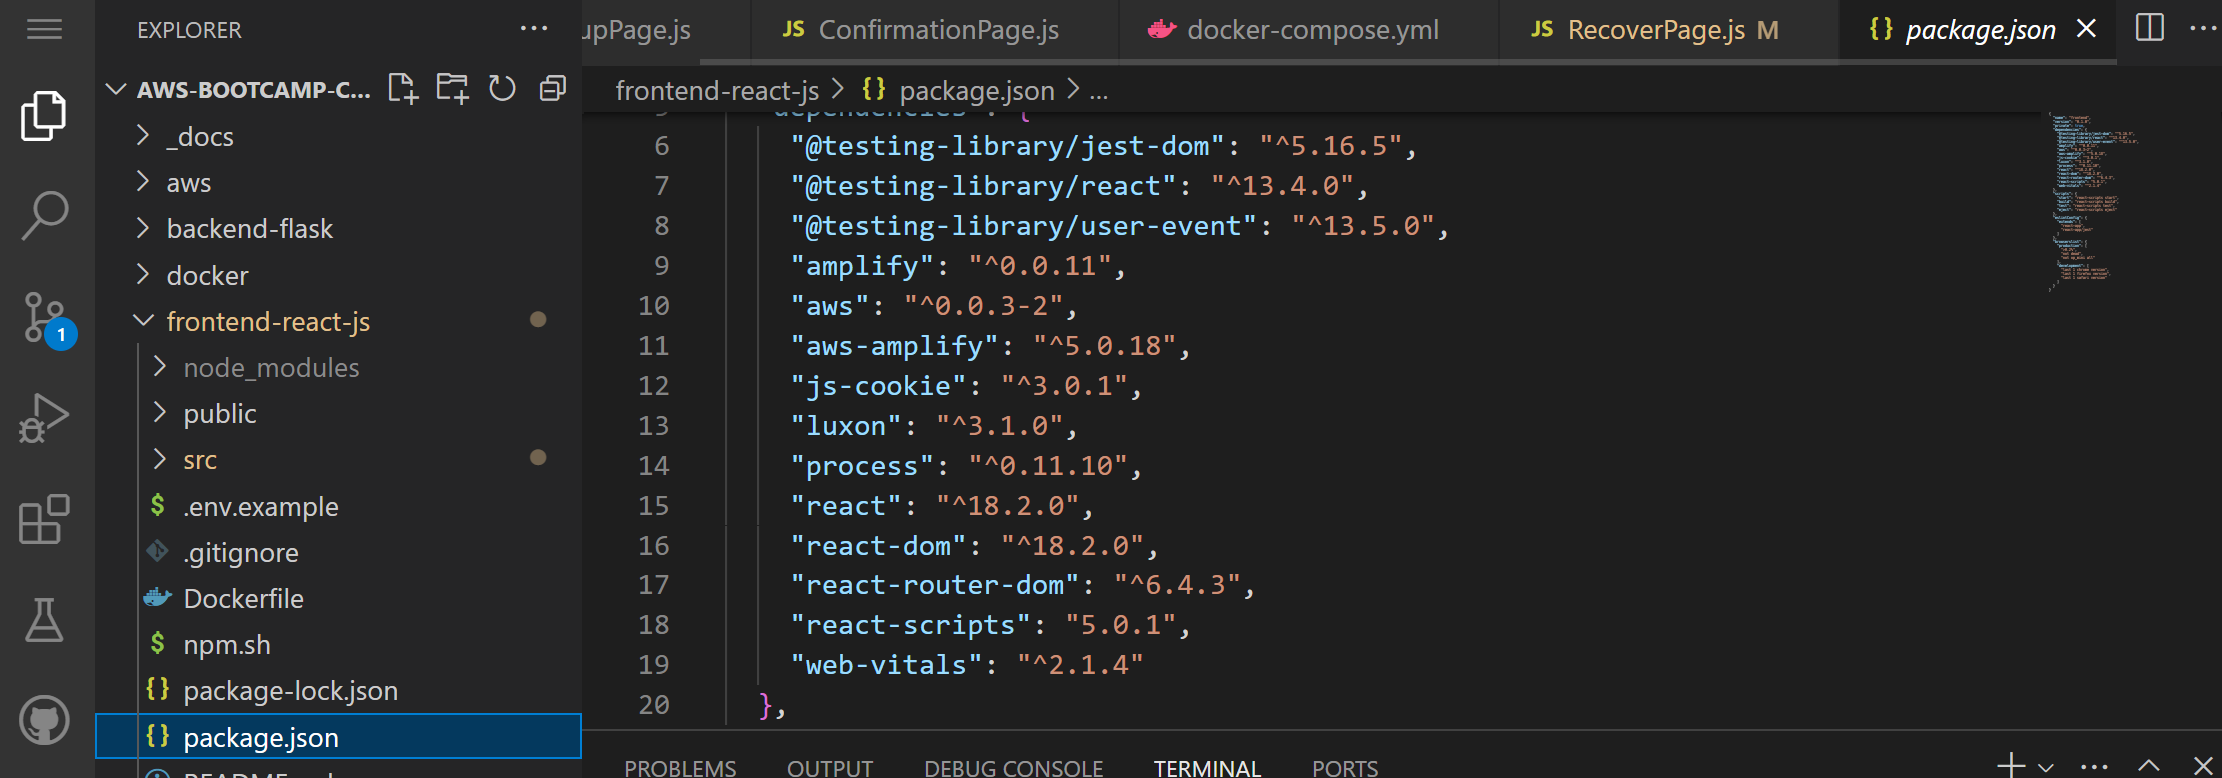 EXPLORER
AWS-BOOTCAMP-C...
_docs
aws
backend-flask
docker
frontend-react-js
node_modules
public
src
$ .env.example
.gitignore
Dockerfile
$ npm.sh
{} package-lock.json
{} package.json
1
upPage.js
JS ConfirmationPage.js
docker-compose.yml
JS RecoverPage.js M
{} package.json
frontend-react-js > {} package.json > ...
5 "dependencies": {
6 "@testing-library/jest-dom": "^5.16.5",
7 "@testing-library/react": "^13.4.0",
8 "@testing-library/user-event": "^13.5.0",
9 "amplify": "^0.0.11",
10 "aws": "^0.0.3-2",
11 "aws-amplify": "^5.0.18",
12 "js-cookie": "^3.0.1",
13 "luxon": "^3.1.0",
14 "process": "^0.11.10",
15 "react": "^18.2.0",
16 "react-dom": "^18.2.0",
17 "react-router-dom": "^6.4.3",
18 "react-scripts": "5.0.1",
19 "web-vitals": "^2.1.4"
20 },
PROBLEMS OUTPUT DEBUG CONSOLE TERMINAL PORTS